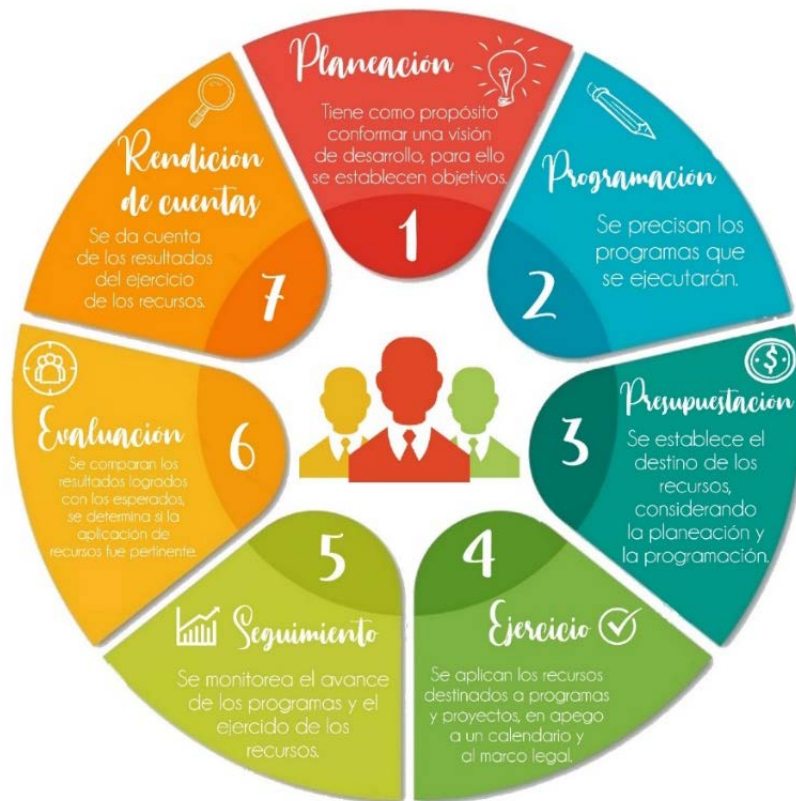 Planeación
Tiene como propósito
conformar una visión
de desarrollo, para ello
se establecen objetivos.
1
Programación
Se precisan los
programas que
se ejecutarán.
2
Presupuestación
Se establece el
destino de los
recursos,
considerando
la planeación y
la programación.
3
Ejercicio
Se aplican los recursos
destinados a programas
y proyectos, en apego
a un calendario y
al marco legal.
4
Seguimiento
Se monitorea el avance
de los programas y el
ejercido de los
recursos.
5
Evaluación
Se comparan los
resultados logrados
con los esperados,
se determina si la
aplicación de
recursos fue pertinente.
6
Rendición
de cuentas
Se da cuenta
de los resultados
del ejercicio
de los recursos.
7